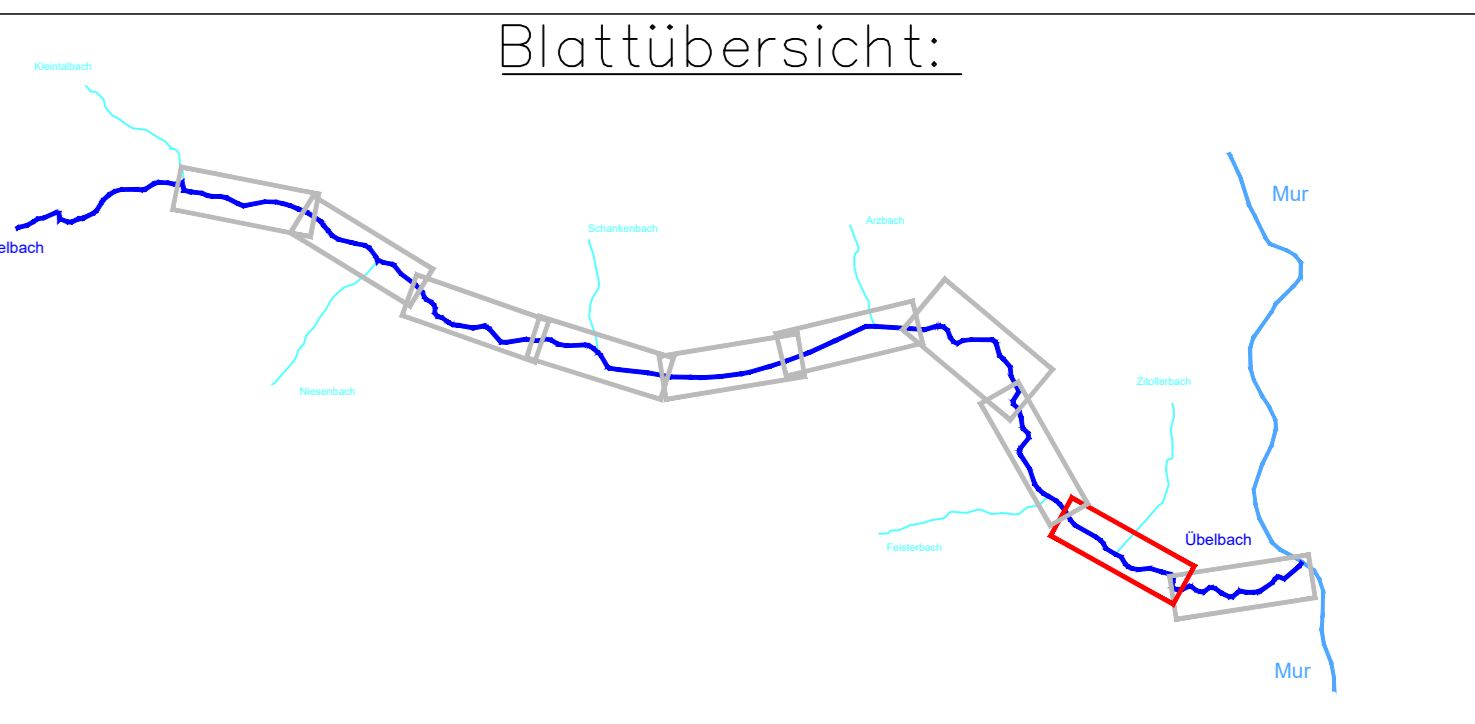 Blattübersicht:
Kleintalbach
Mur
Arzbach
Schankenbach
elbach
Zitollerbach
Niesenbach
Übelbach
Feisterbach
Mur